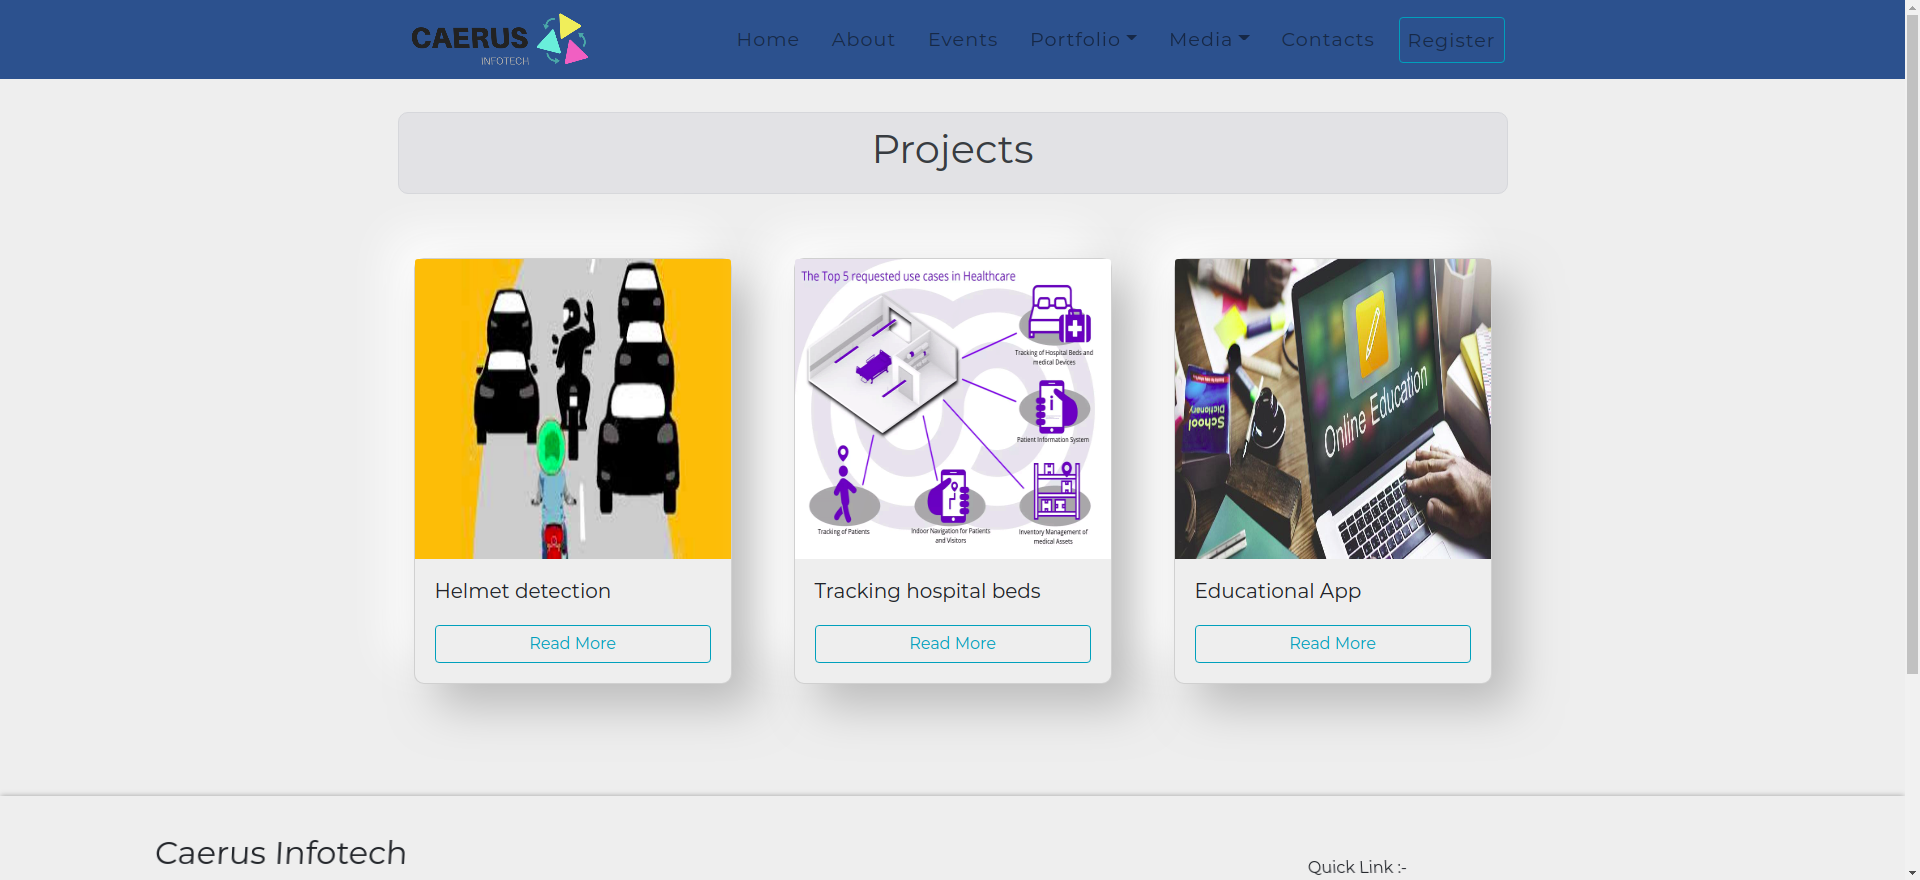 CAERUS
INFOTECH
Home About Events Portfolio Media Contacts Register
Projects
The Top 5 requested use cases in Healthcare
Tracking of Hospital Beds and
medical Devices
Patient Information System
Tracking of Patients
Indoor Navigation for Patients
and Visitors
Inventory Management of
medical Assets
Online Education
School
Dictionary
Helmet detection
Read More
Tracking hospital beds
Read More
Educational App
Read More
Caerus Infotech
Quick Link :-